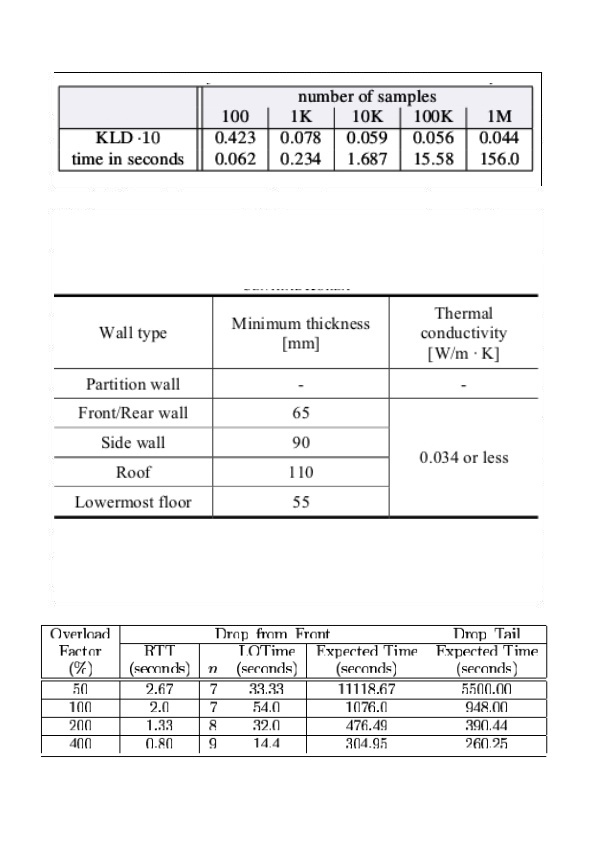 number of samples
100 1K 10K 100K 1M
KLD ·10 0.423 0.078 0.059 0.056 0.044
time in seconds 0.062 0.234 1.687 15.58 156.0
Wall type Minimum thickness [mm] Thermal conductivity [W/m · K]
Partition wall - -
Front/Rear wall 65 0.034 or less
Side wall 90
Roof 110
Lowermost floor 55
Overload Drop from Front Drop Tail
Factor RTT LQTime Expected Time Expected Time
(%) (seconds) n (seconds) (seconds) (seconds)
50 2.67 7 33.33 11118.67 5500.00
100 2.0 7 54.0 1076.0 948.00
200 1.33 8 32.0 476.49 390.44
400 0.80 9 14.4 304.95 260.25